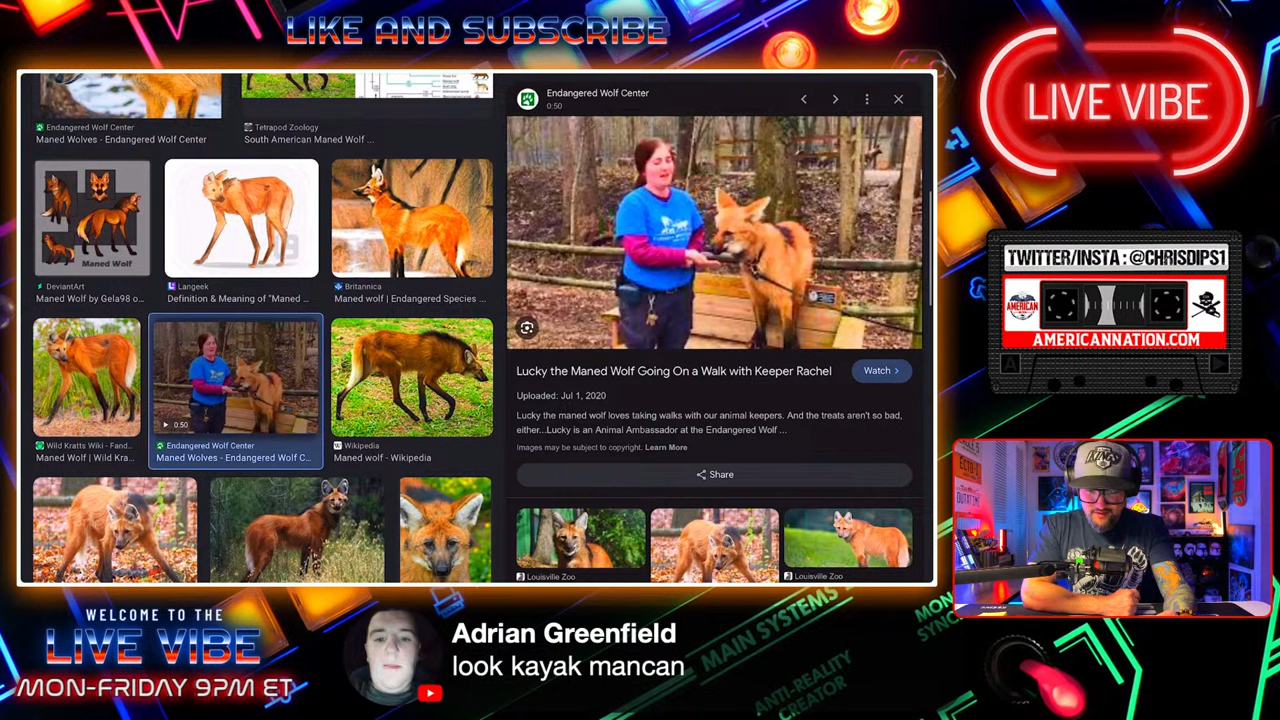 LIKE AND SUBSCRIBE
Endangered Wolf Center
Maned Wolves - Endangered Wolf Center
Tetrapod Zoology
South American Maned Wolf ...
Maned Wolf
DeviantArt
Maned Wolf by Gela98 o...
Langeek
Definition & Meaning of "Maned ...
Britannica
Maned wolf | Endangered Species ...
Wild Kratts Wiki - Fand...
Maned Wolf | Wild Kra...
0:50
Endangered Wolf Center
Maned Wolves - Endangered Wolf C...
Wikipedia
Maned wolf - Wikipedia
Endangered Wolf Center
0:50
Lucky the Maned Wolf Going On a Walk with Keeper Rachel
Watch
Uploaded: Jul 1, 2020
Lucky the maned wolf loves taking walks with our animal keepers. And the treats aren't so bad,
either...Lucky is an Animal Ambassador at the Endangered Wolf ...
Images may be subject to copyright. Learn More
Share
Louisville Zoo
Louisville Zoo
LIVE VIBE
TWITTER/INSTA : @CHRISDIPS1
AMERICAN
AMERICANNATION.COM
A
WELCOME TO THE
LIVE VIBE
MON-FRIDAY 9PM ET
Adrian Greenfield
look kayak mancan
MAIN SYSTEMS
ANTI-REALITY
CREATOR